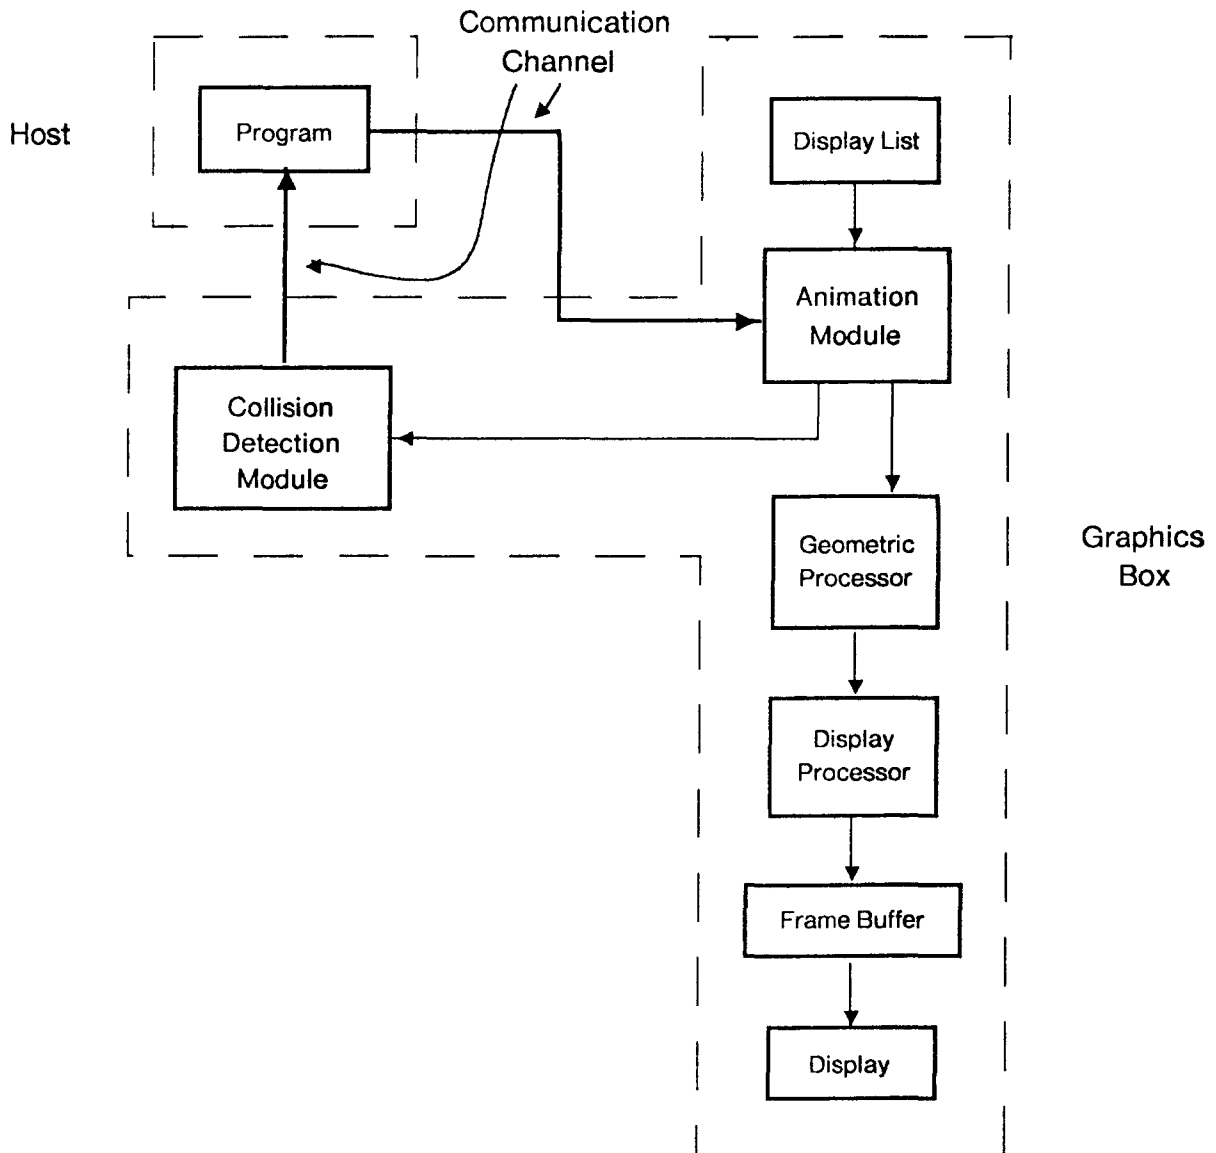 Communication
Channel
Host
Program
Display List
Animation
Module
Collision
Detection
Module
Geometric
Processor
Graphics
Box
Display
Processor
Frame Buffer
Display